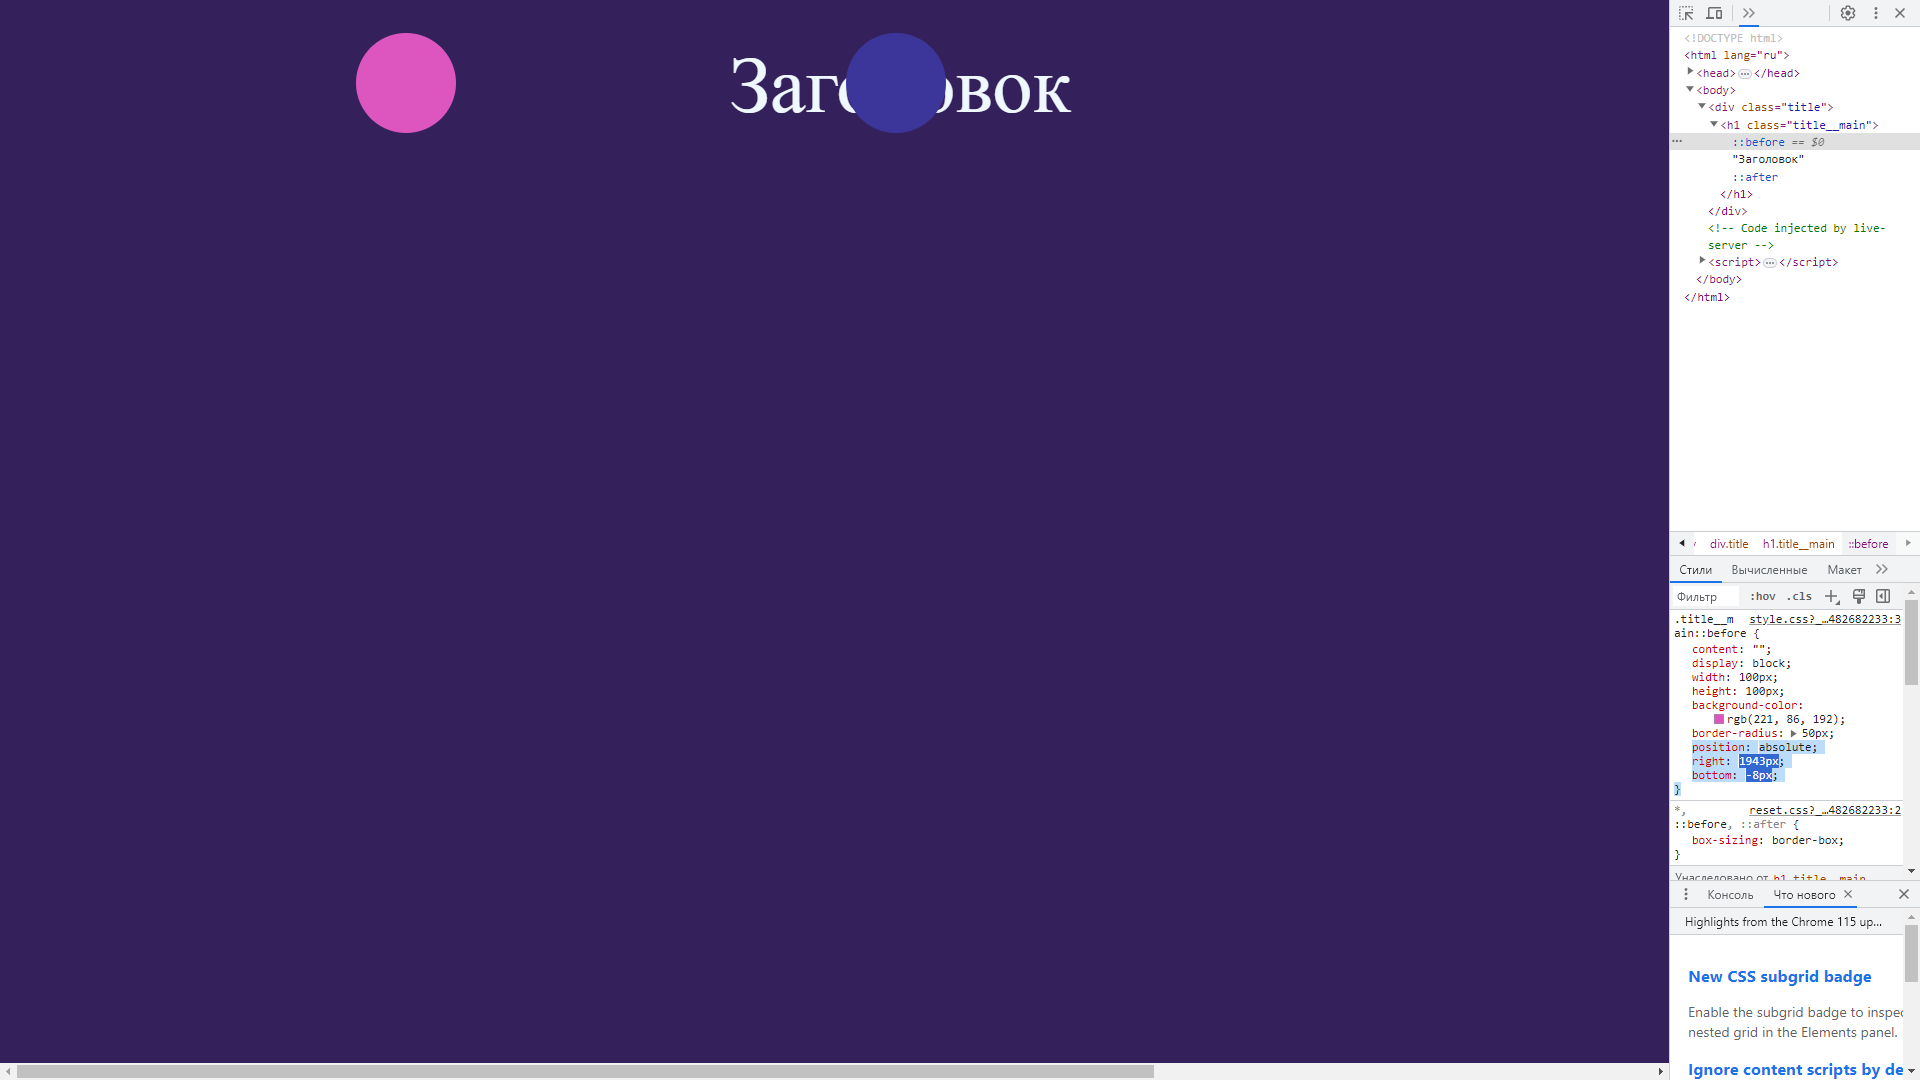 Заголовок
<!DOCTYPE html>
<html lang="ru">
<head>…</head>
<body>
<div class="title">
<h1 class="title__main">
… ::before == $0
"Заголовок"
::after
</h1>
</div>
<!-- Code injected by live-
server -->
<script>…</script>
</body>
</html>
div.title h1.title__main ::before
Стили Вычисленные Макет
Фильтр :hov .cls
.title__m style.css?_…482682233:3
ain::before {
content: "";
display: block;
width: 100px;
height: 100px;
background-color:
rgb(221, 86, 192);
border-radius: 50px;
position: absolute;
right: 1943px;
bottom: -8px;
}
*, reset.css?_…482682233:2
::before, ::after {
box-sizing: border-box;
}
Унаследовано от h1.title__main
Консоль Что нового
Highlights from the Chrome 115 up...
New CSS subgrid badge
Enable the subgrid badge to inspec
nested grid in the Elements panel.
Ignore content scripts by de